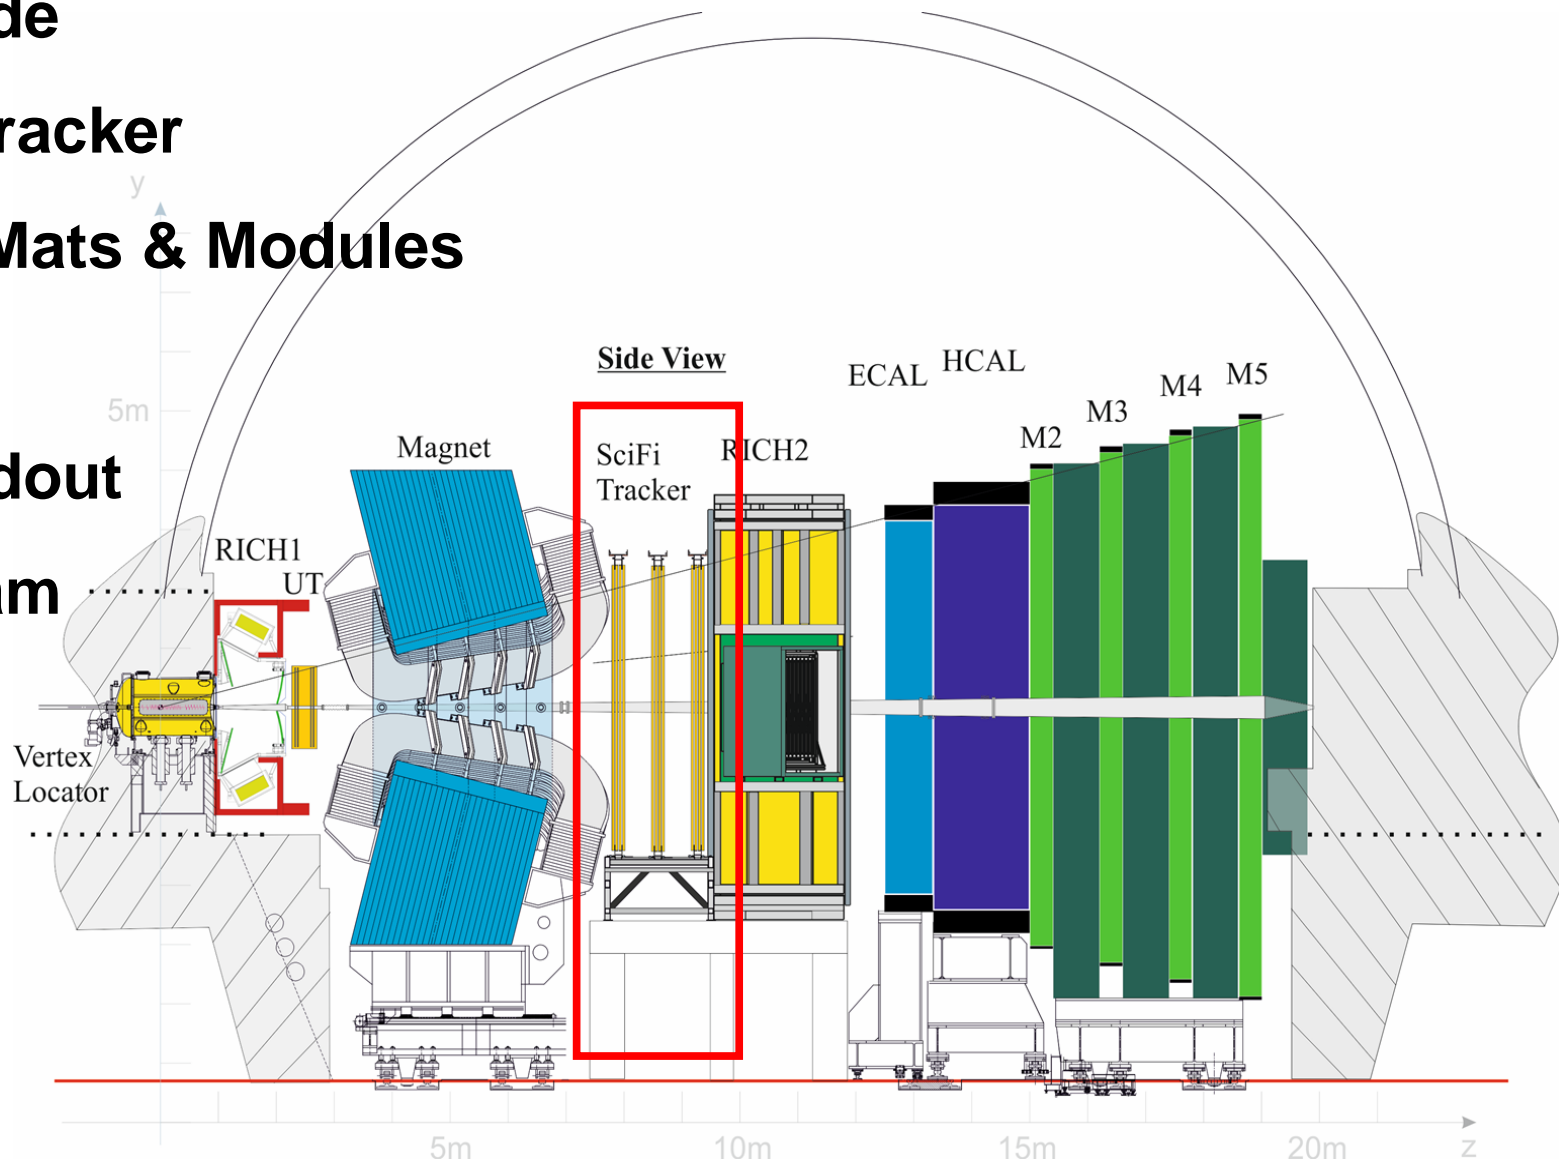 de
racker
y
Mats & Modules
Side View
ECAL
HCAL
M5
M4
5m
M3
M2
Magnet
SciFi
Tracker
RICH2
dout
RICH1
UT
am
Vertex
Locator
5m
10m
15m
20m
z